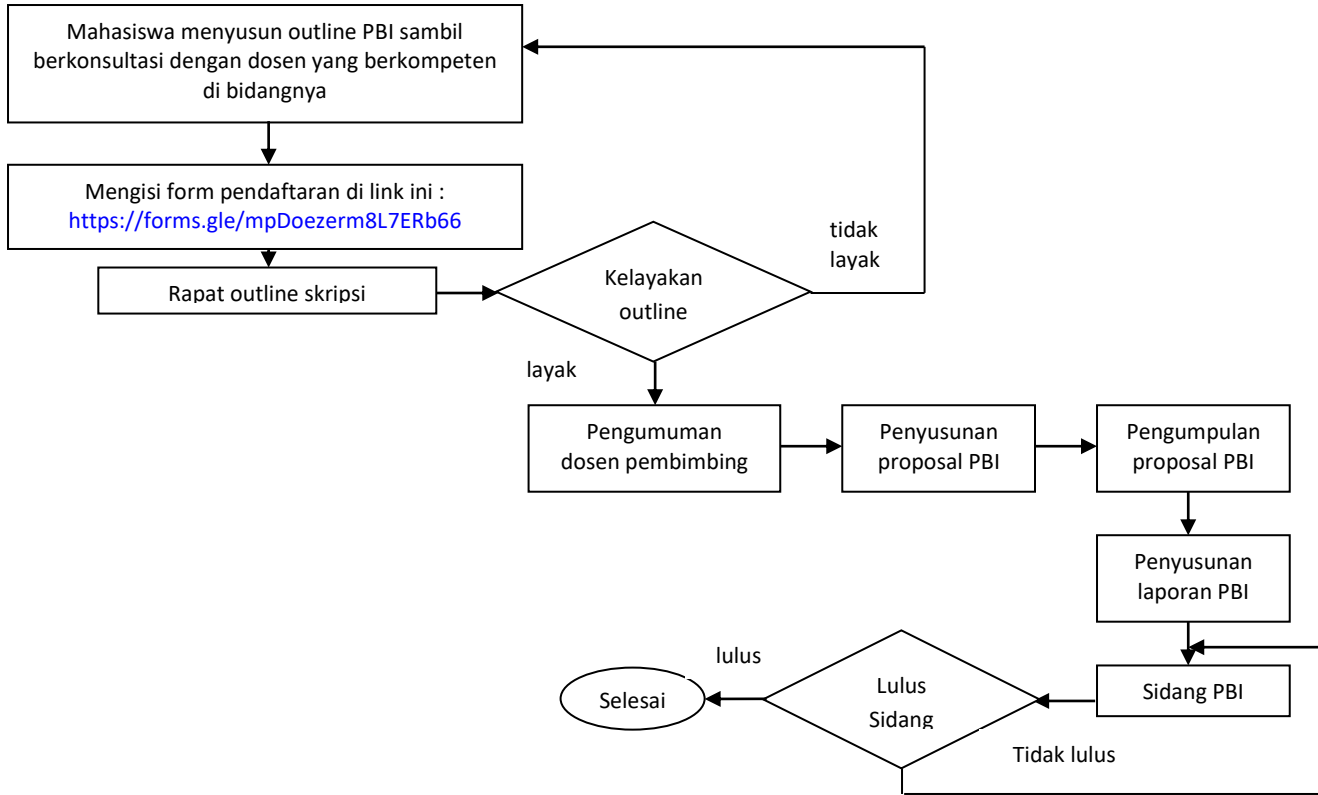 Mahasiswa menyusun outline PBI sambil
berkonsultasi dengan dosen yang berkompeten
di bidangnya
Mengisi form pendaftaran di link ini :
https://forms.gle/mpDoezerm8L7ERb66
Rapat outline skripsi
Kelayakan
outline
tidak
layak
layak
Pengumuman
dosen pembimbing
Penyusunan
proposal PBI
Pengumpulan
proposal PBI
Penyusunan
laporan PBI
Sidang PBI
Lulus
Sidang
lulus
Selesai
Tidak lulus